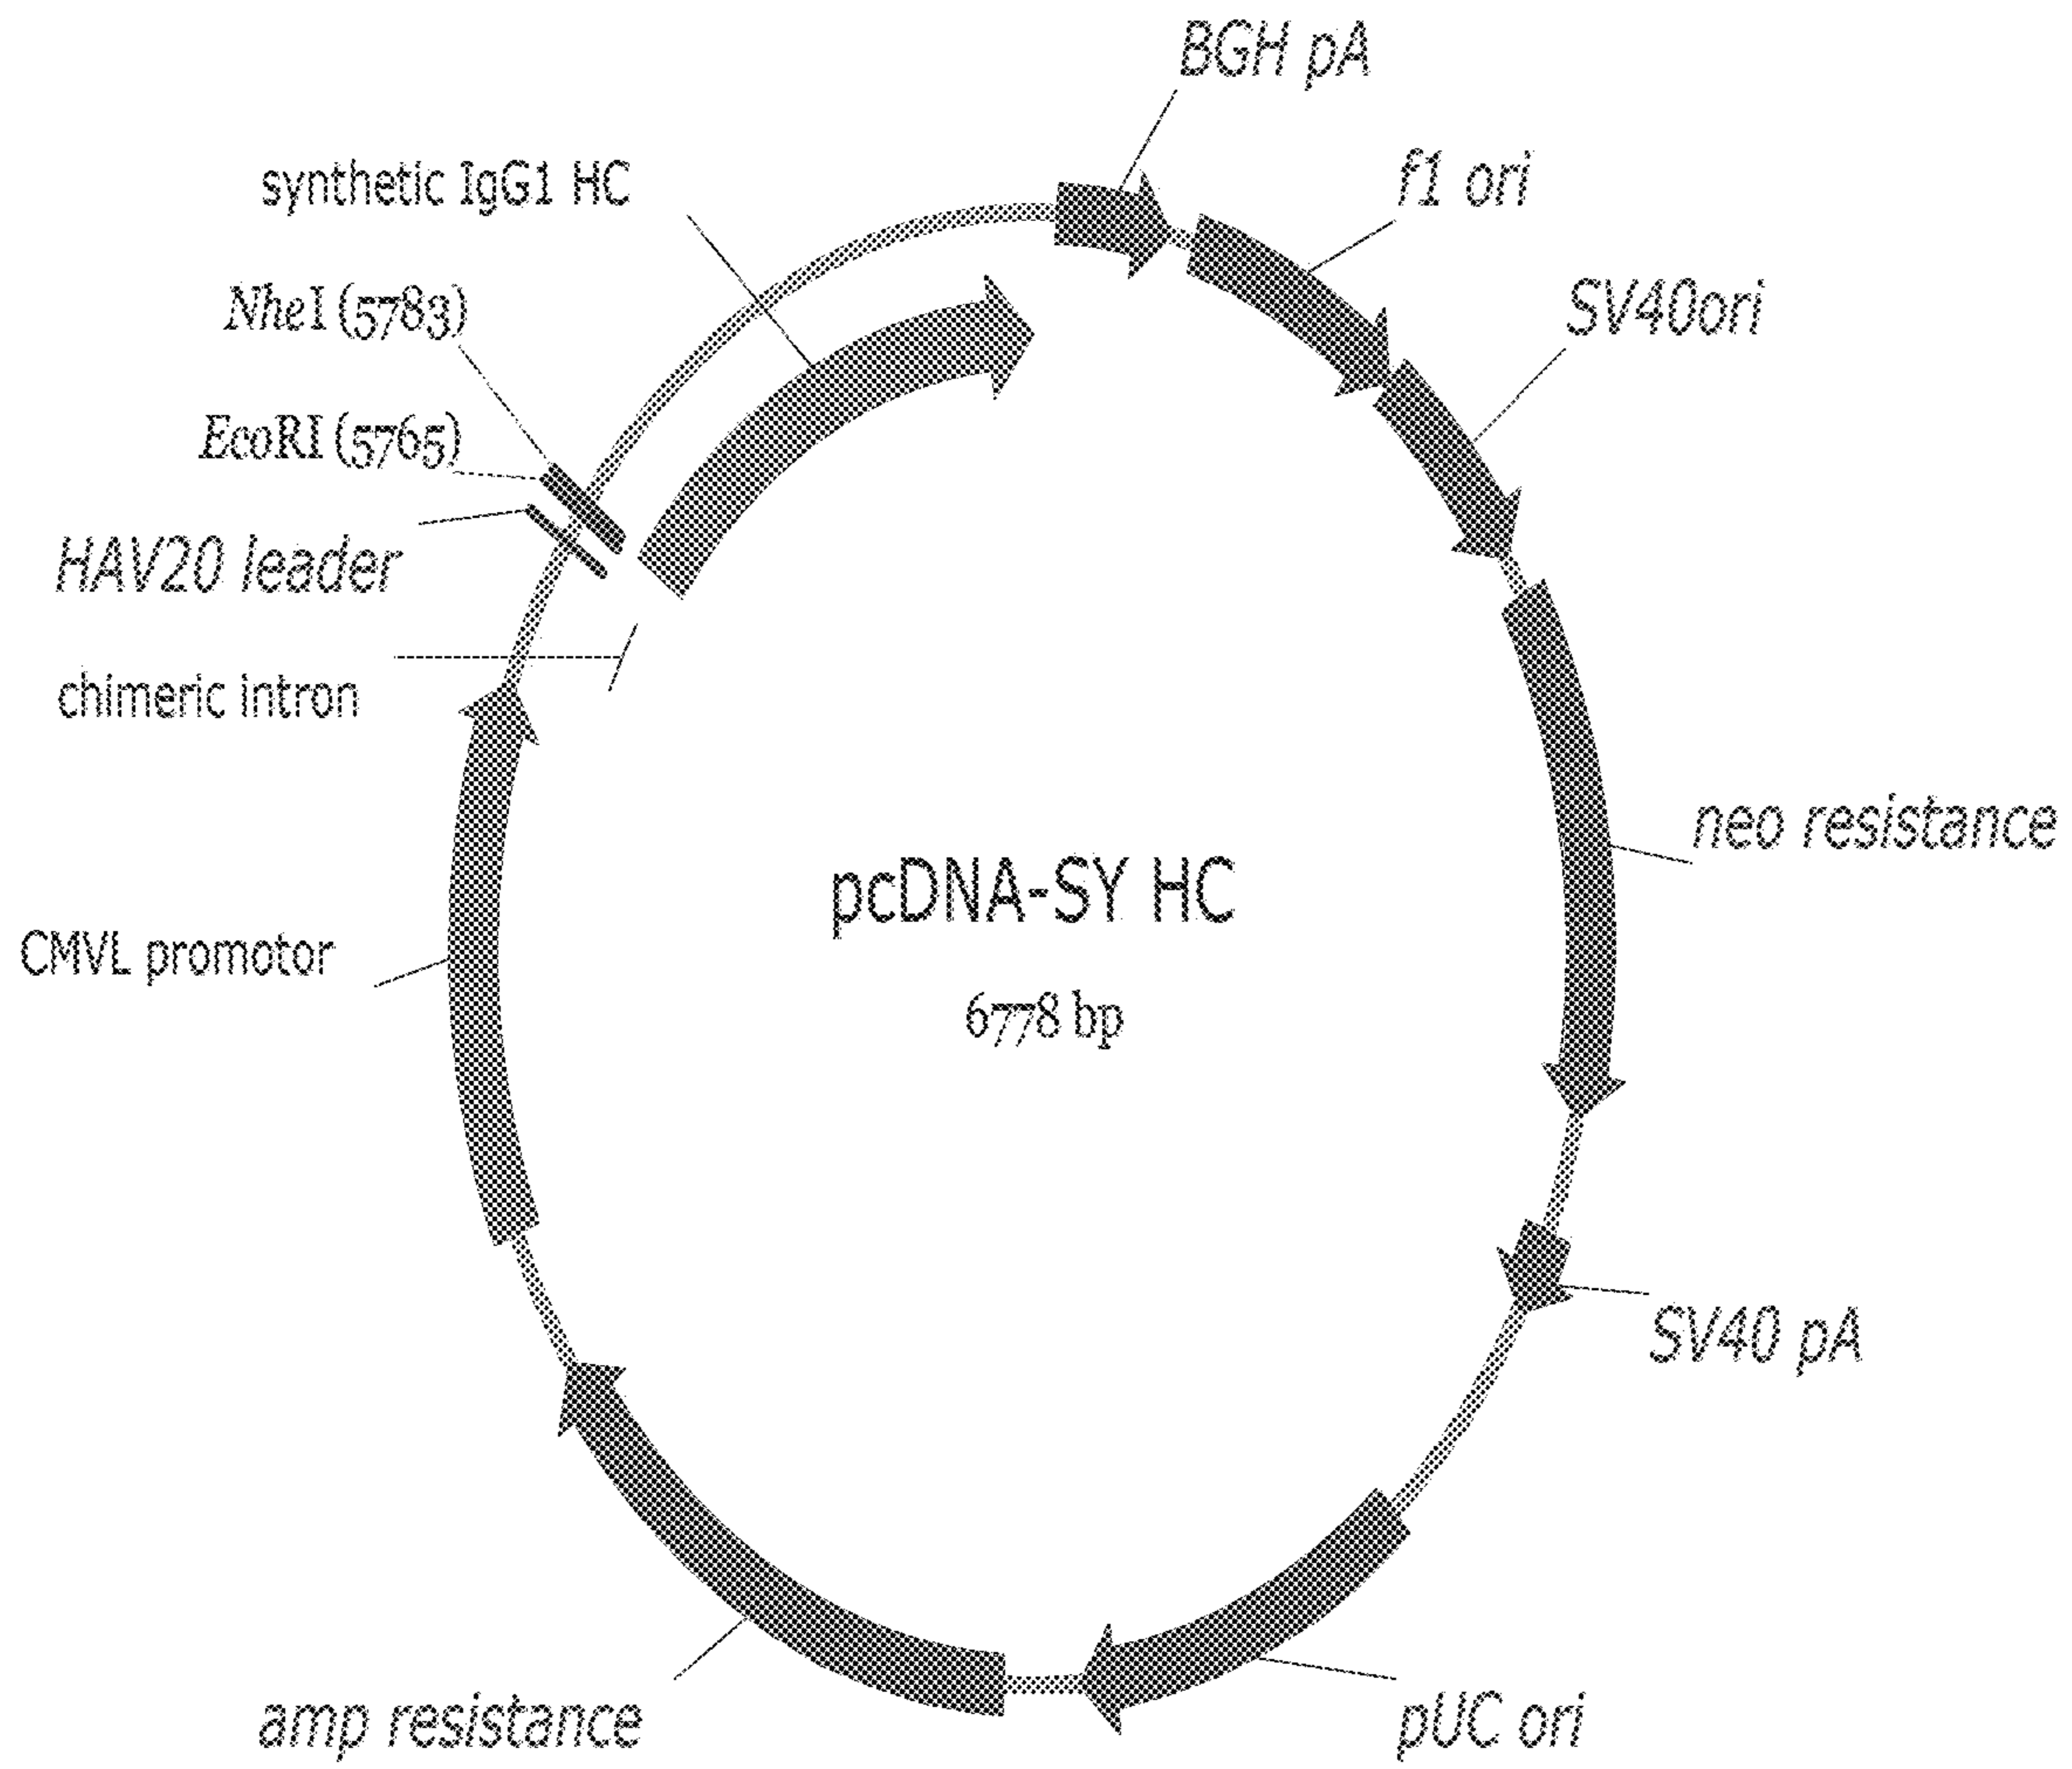 BGH pA
f1 ori
synthetic IgG1 HC
NheI (5783)
SV40ori
EcoRI (5765)
HAV20 leader
chimeric intron
neo resistance
pcDNA-SY HC
CMVL promotor
6778 bp
SV40 pA
amp resistance
pUC ori